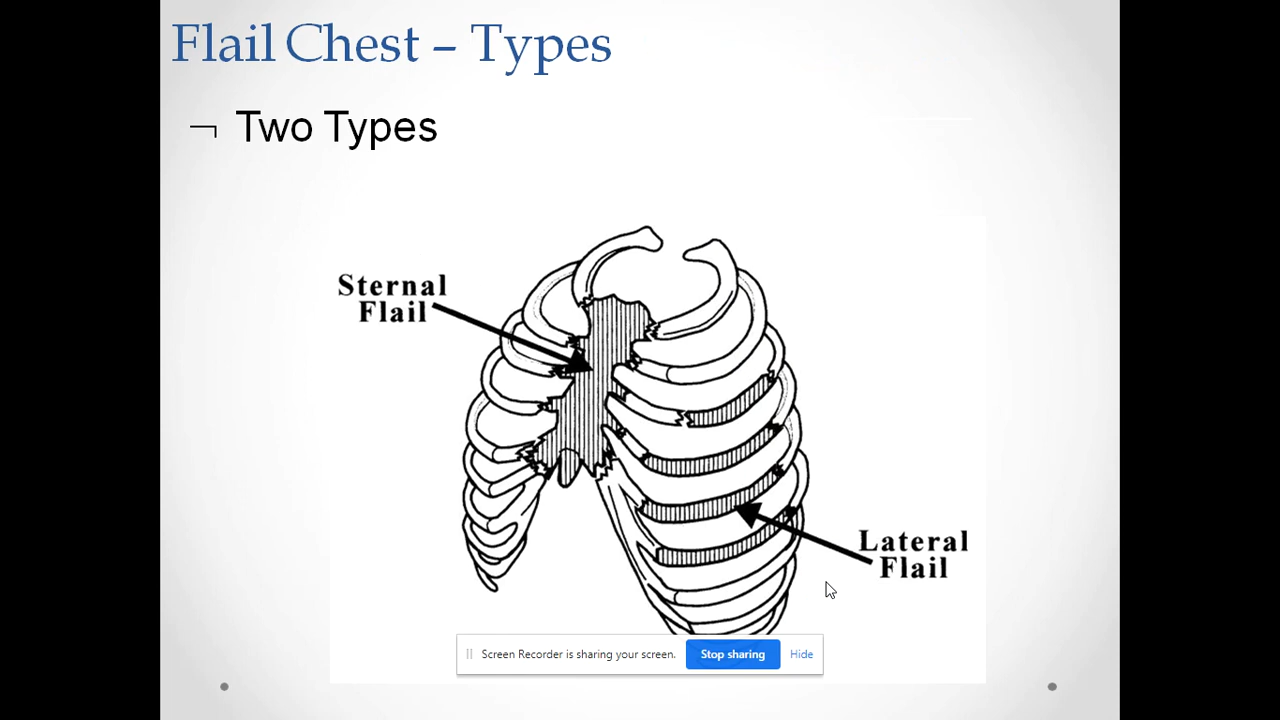 Flail Chest – Types
¬ Two Types
Sternal
Flail
Lateral
Flail
Screen Recorder is sharing your screen. Stop sharing Hide